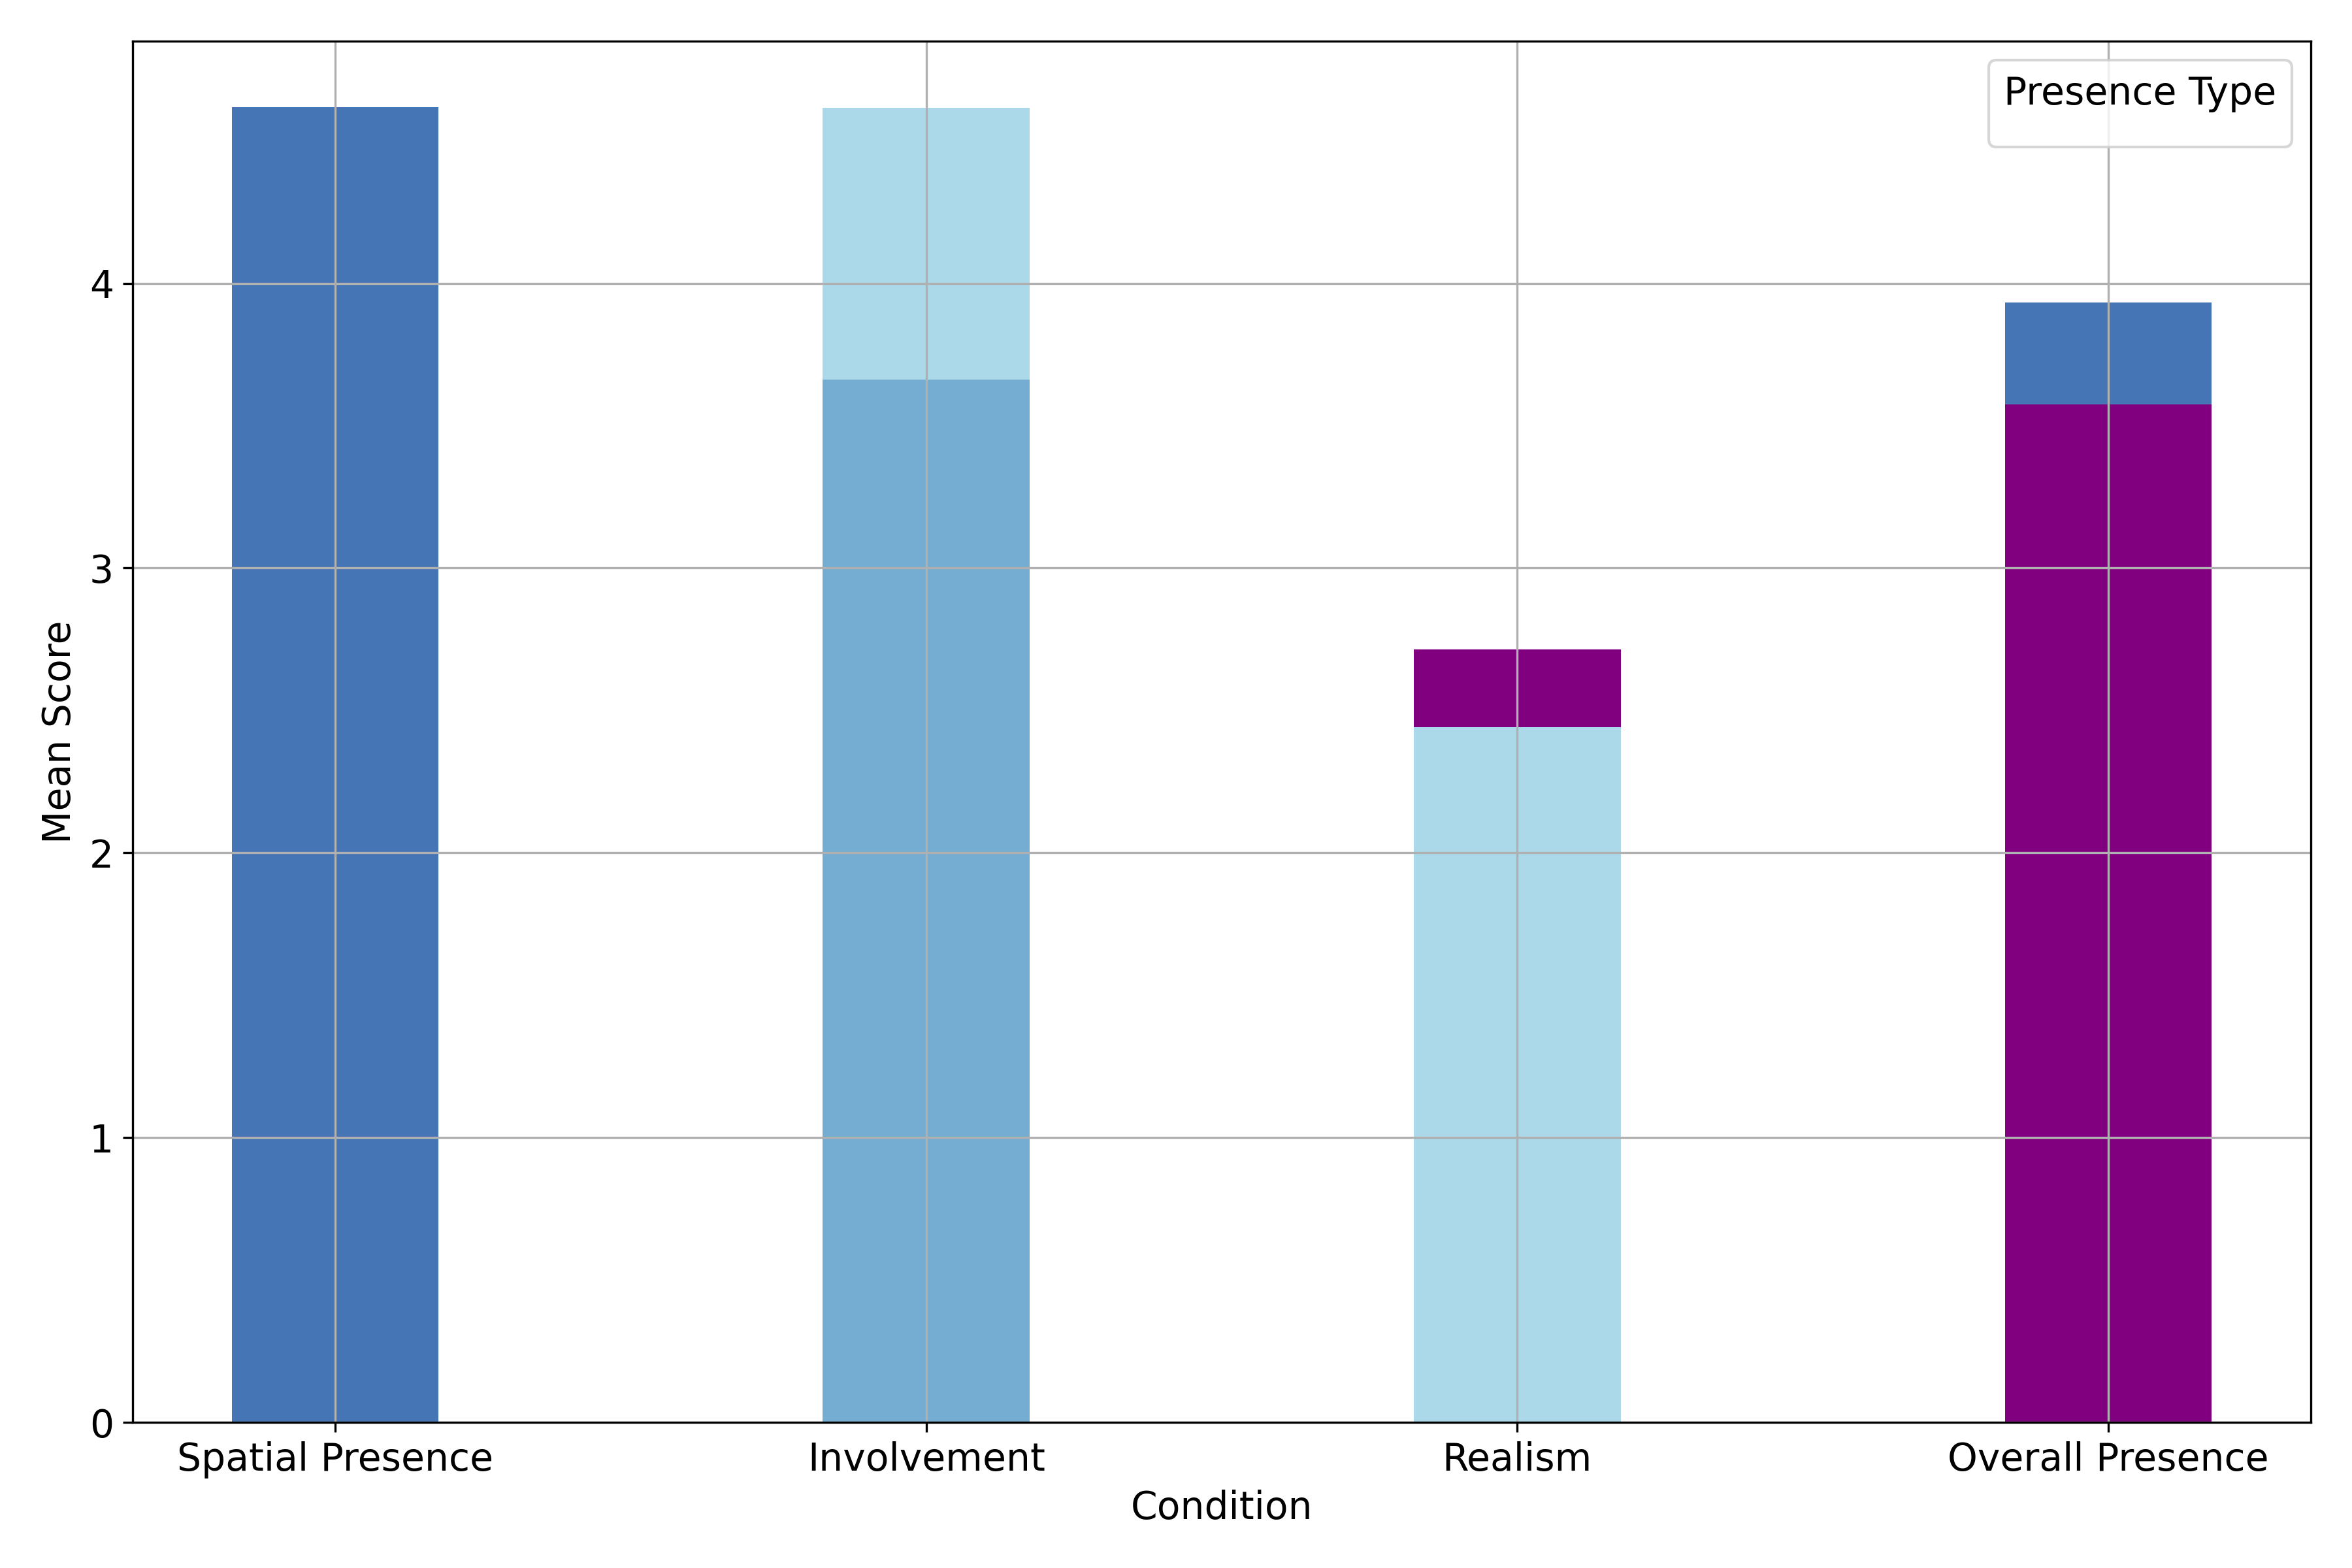 Presence Type
4
3
2
1
0
Mean Score
Spatial Presence
Involvement
Realism
Overall Presence
Condition